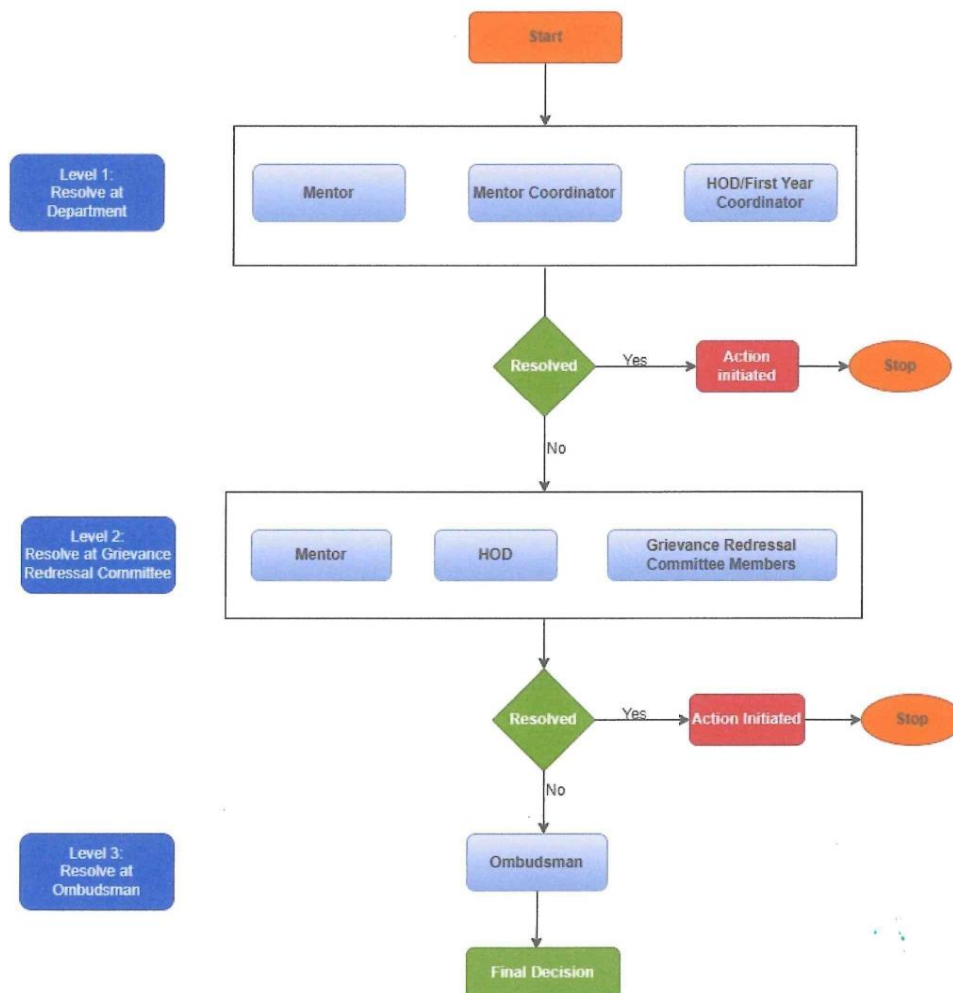 Start
Level 1:
Resolve at
Department
Mentor
Mentor Coordinator
HOD/First Year
Coordinator
Resolved
Yes
Action
initiated
Stop
No
Level 2:
Resolve at Grievance
Redressal Committee
Mentor
HOD
Grievance Redressal
Committee Members
Resolved
Yes
Action Initiated
Stop
No
Level 3:
Resolve at
Ombudsman
Ombudsman
Final Decision